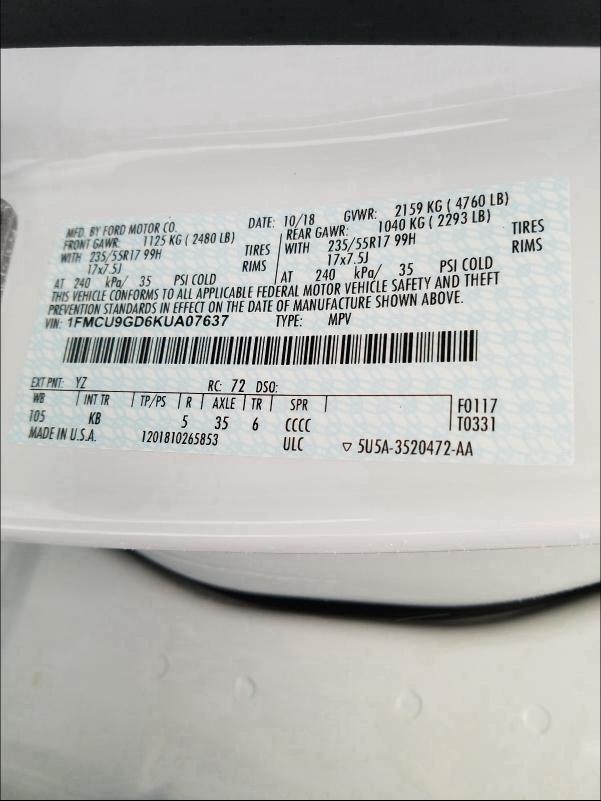 MFD. BY FORD MOTOR CO. DATE: 10/18 GVWR: 2159 KG ( 4760 LB)
FRONT GAWR: 1125 KG ( 2480 LB) REAR GAWR: 1040 KG ( 2293 LB)
WITH 235/55R17 99H TIRES WITH 235/55R17 99H TIRES
17x7.5J RIMS 17x7.5J RIMS
AT 240 kPa/ 35 PSI COLD AT 240 kPa/ 35 PSI COLD
THIS VEHICLE CONFORMS TO ALL APPLICABLE FEDERAL MOTOR VEHICLE SAFETY AND THEFT
PREVENTION STANDARDS IN EFFECT ON THE DATE OF MANUFACTURE SHOWN ABOVE.
VIN: 1FMCU9GD6KUA07637 TYPE: MPV
EXT PNT: YZ RC: 72 DSO:
WB INT TR TP/PS R AXLE TR SPR F0117
105 KB 5 35 6 CCCC T0331
MADE IN U.S.A. 1201810265853 ULC ▽ 5U5A-3520472-AA